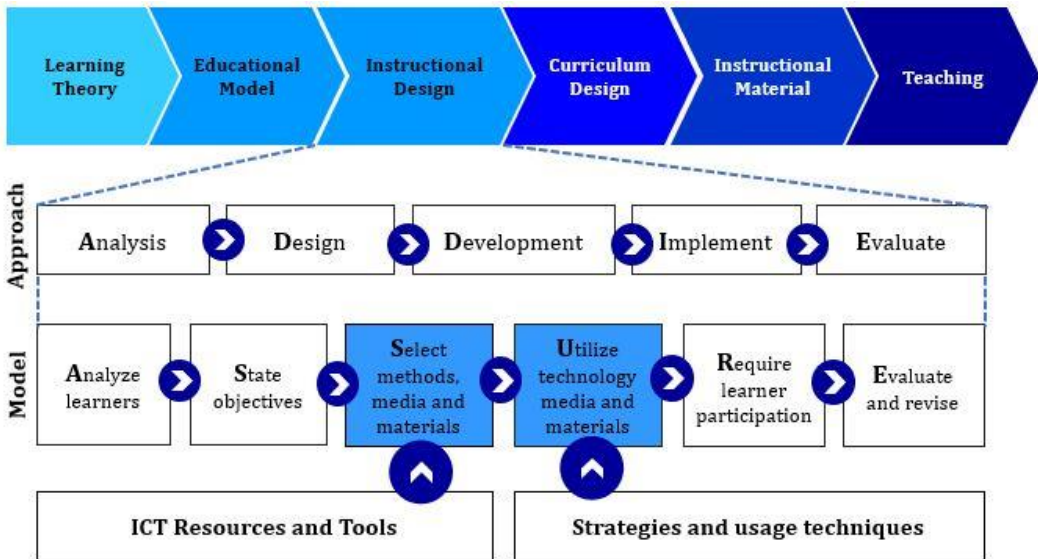 Learning
Theory
Educational
Model
Instructional
Design
Curriculum
Design
Instructional
Material
Teaching
Approach
Analysis
Design
Development
Implement
Evaluate
Model
Analyze
learners
State
objectives
Select
methods,
media and
materials
Utilize
technology
media and
materials
Require
learner
participation
Evaluate
and revise
ICT Resources and Tools
Strategies and usage techniques